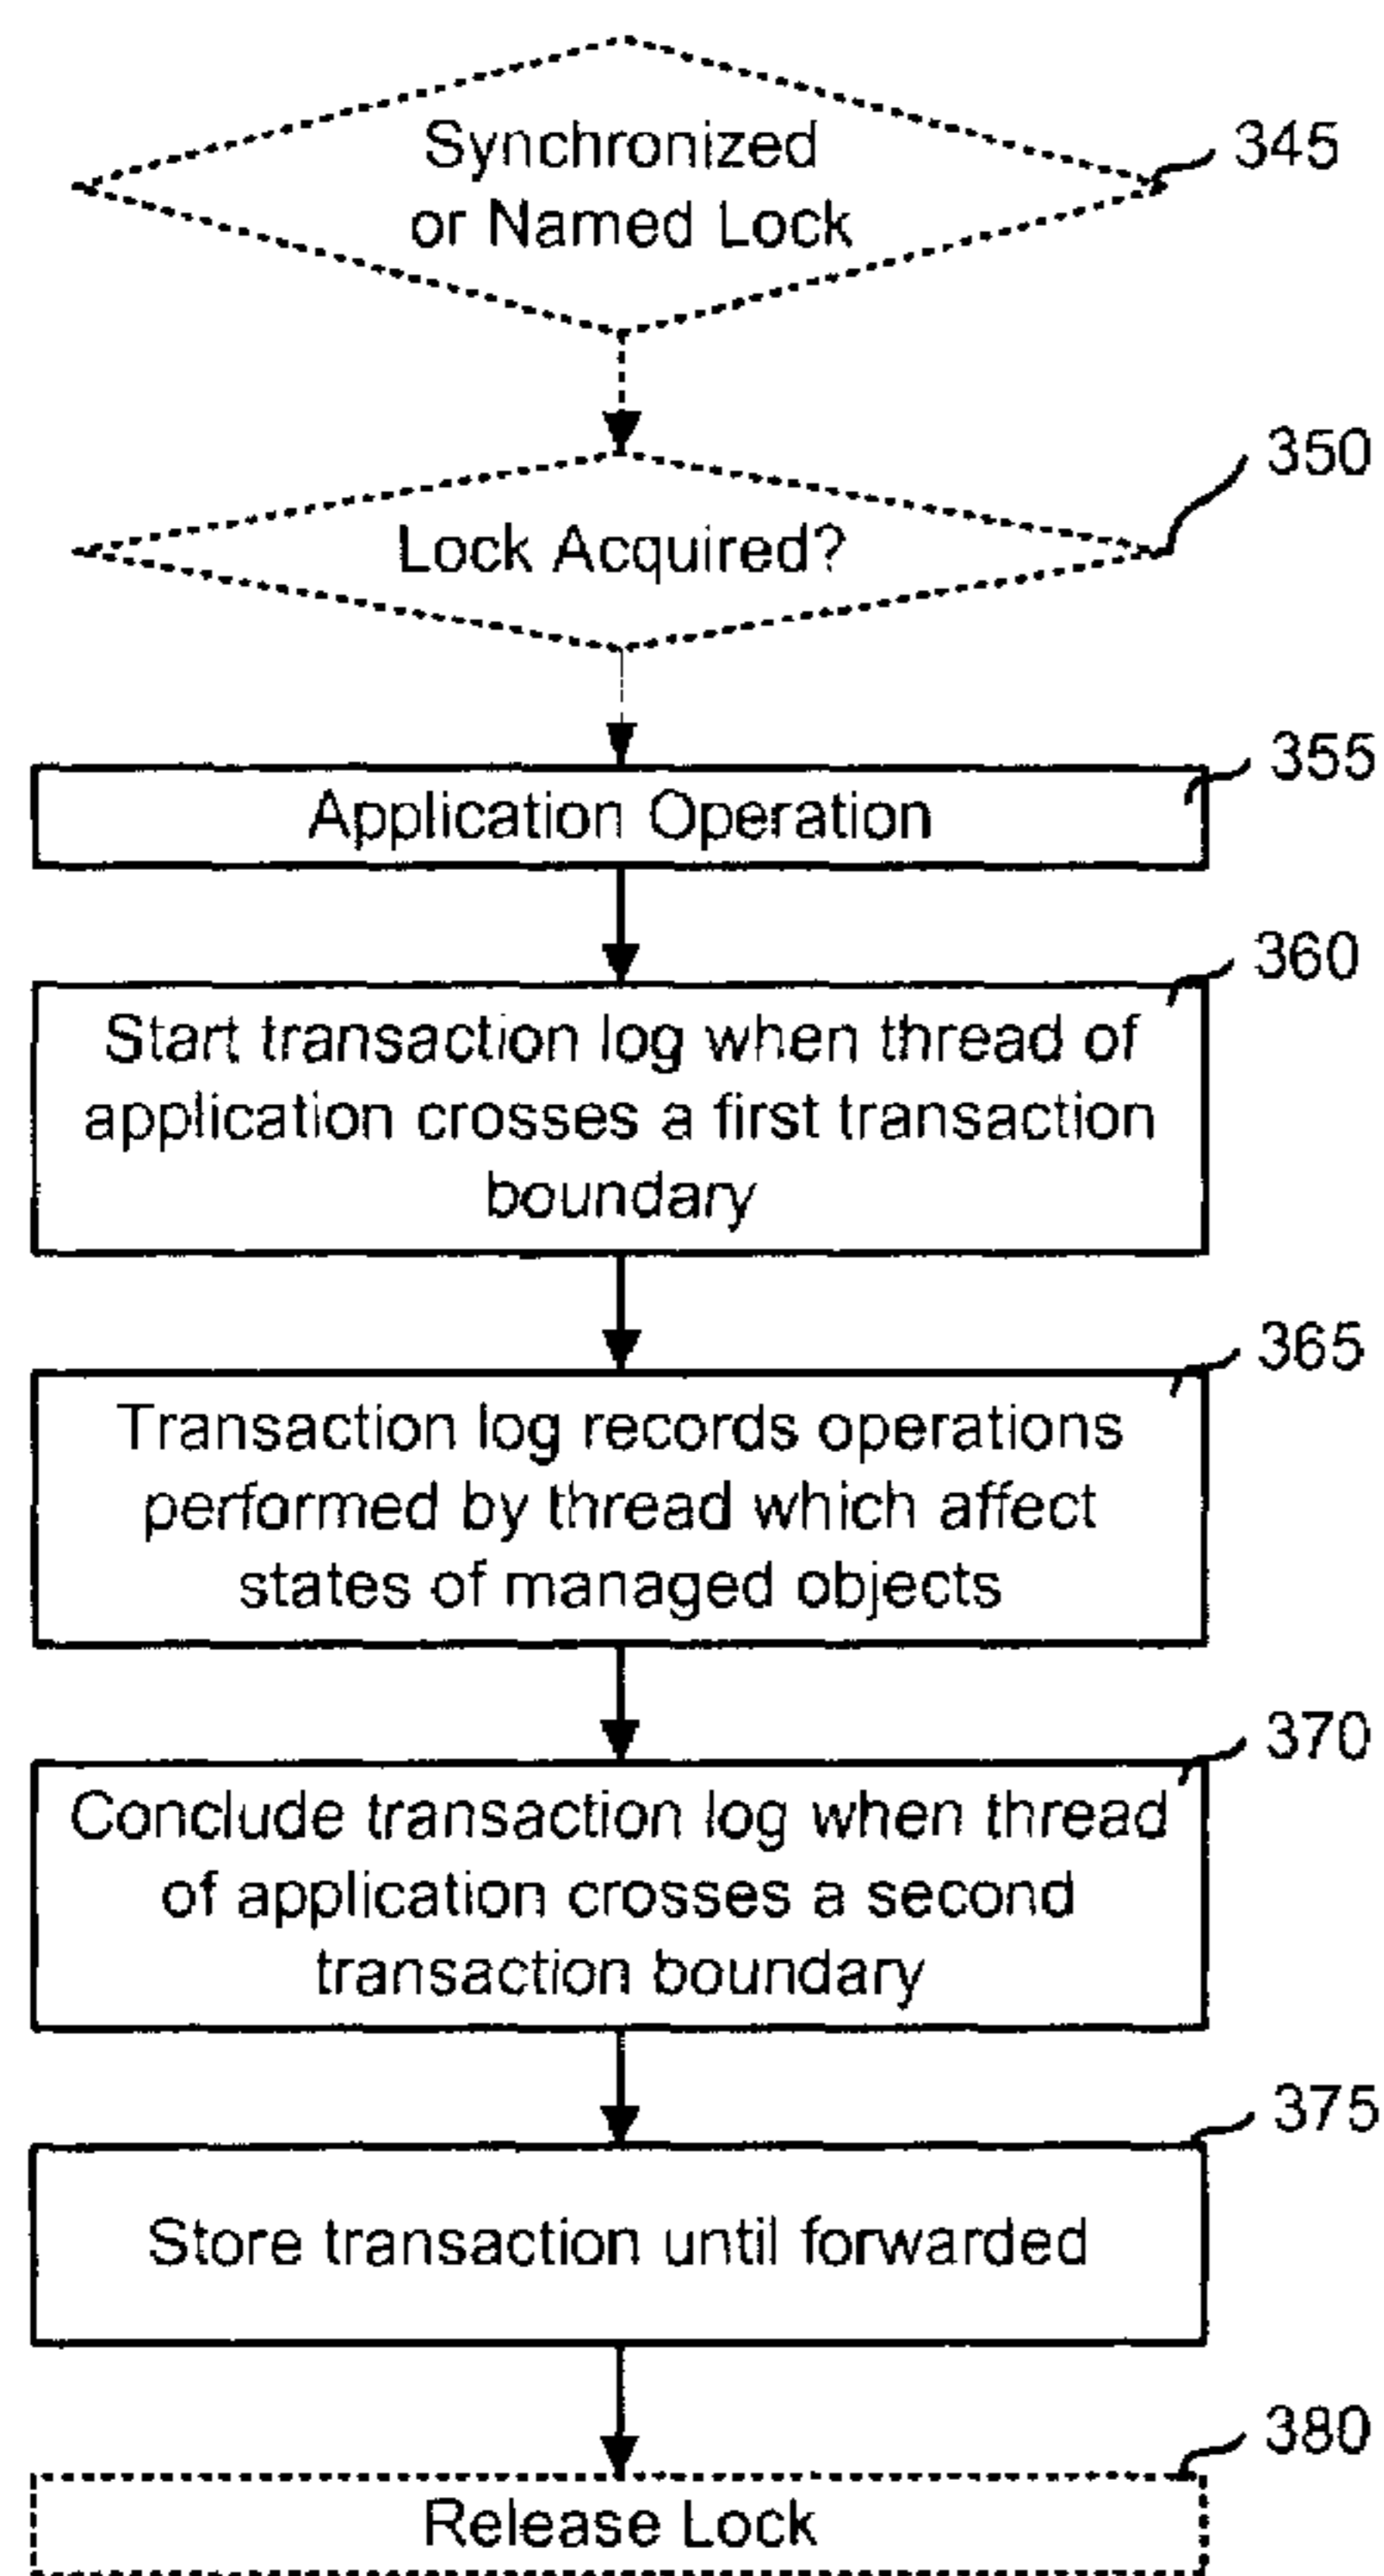 Synchronized
or Named Lock
345
350
Lock Acquired?
355
Application Operation
360
Start transaction log when thread of
application crosses a first transaction
boundary
365
Transaction log records operations
performed by thread which affect
states of managed objects
370
Conclude transaction log when thread
of application crosses a second
transaction boundary
375
Store transaction until forwarded
380
Release Lock